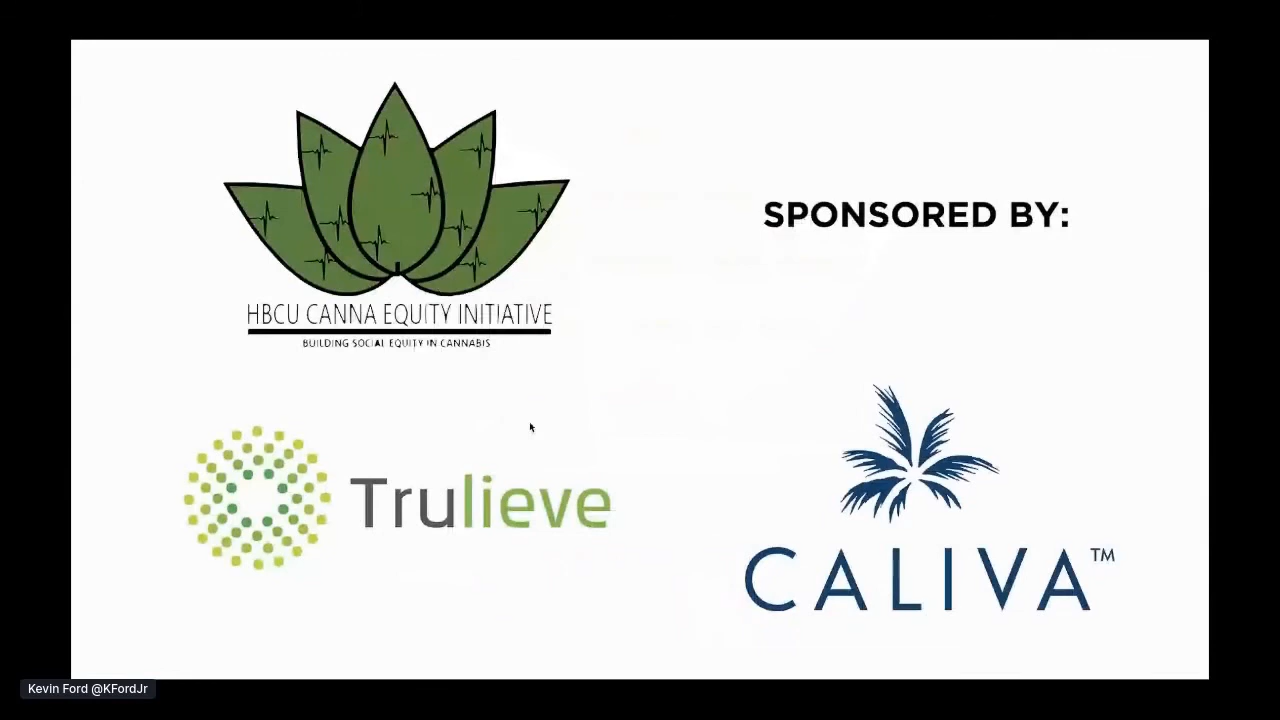 HBCU CANNA EQUITY INITIATIVE
BUILDING SOCIAL EQUITY IN CANNABIS
SPONSORED BY:
Trulieve
CALIVA™
Kevin Ford @KFordJr